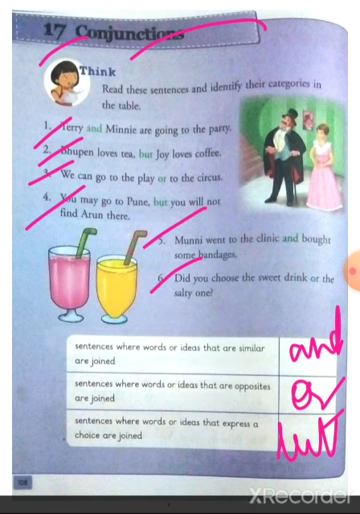 17 Conjunctions
Think
Read these sentences and identify their categories in
the table.
1. Terry and Minnie are going to the party.
2. Bhupen loves tea, but Joy loves coffee.
3. We can go to the play or to the circus.
4. You may go to Pune, but you will not
find Arun there.
5. Munni went to the clinic and bought
some bandages.
6. Did you choose the sweet drink or the
salty one?
sentences where words or ideas that are similar
are joined
and
sentences where words or ideas that are opposites
are joined
or
sentences where words or ideas that express a
choice are joined
but
108
XRecorder